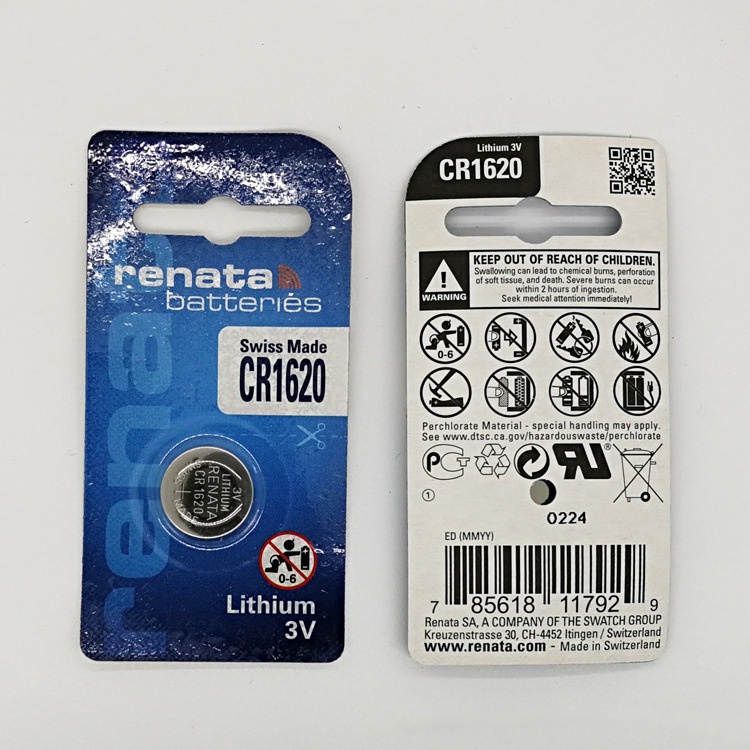 renata
renata
batteries
Swiss Made
CR1620
3V
LITHIUM
RENATA
CR 1620
0-6
Lithium
3V
Lithium 3V
CR1620
WARNING
KEEP OUT OF REACH OF CHILDREN.
Swallowing can lead to chemical burns, perforation
of soft tissue, and death. Severe burns can occur
within 2 hours of ingestion.
Seek medical attention immediately!
0-6
Perchlorate Material - special handling may apply.
See www.dtsc.ca.gov/hazardouswaste/perchlorate
1
0224
ED (MMYY)
7 85618 11792 9
Renata SA, A COMPANY OF THE SWATCH GROUP
Kreuzenstrasse 30, CH-4452 Itingen / Switzerland
www.renata.com - Made in Switzerland